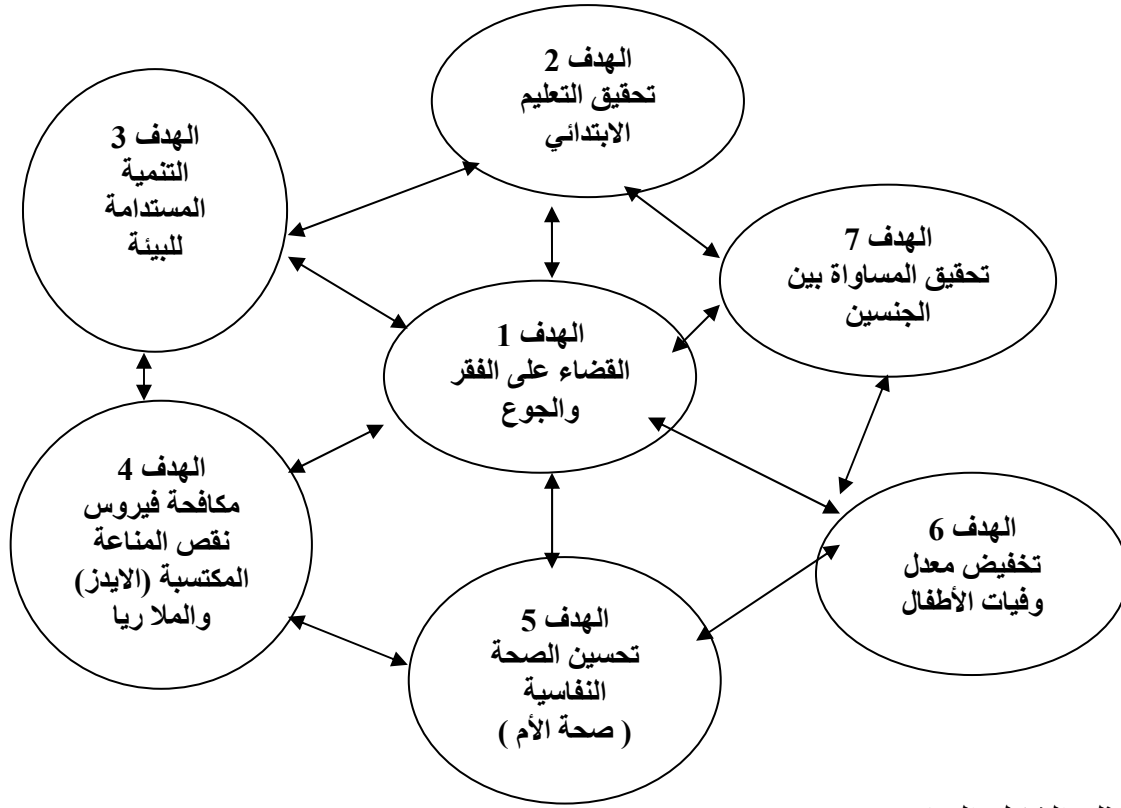 الهدف 2
تحقيق التعليم
الابتدائي
الهدف 3
التنمية
المستدامة
للبيئة
الهدف 7
تحقيق المساواة بين
الجنسين
الهدف 1
القضاء على الفقر
والجوع
الهدف 4
مكافحة فيروس
نقص المناعة
المكتسبة (الايدز)
والملا ريا
الهدف 6
تخفيض معدل
وفيات الأطفال
الهدف 5
تحسين الصحة
النفاسية
( صحة الأم )